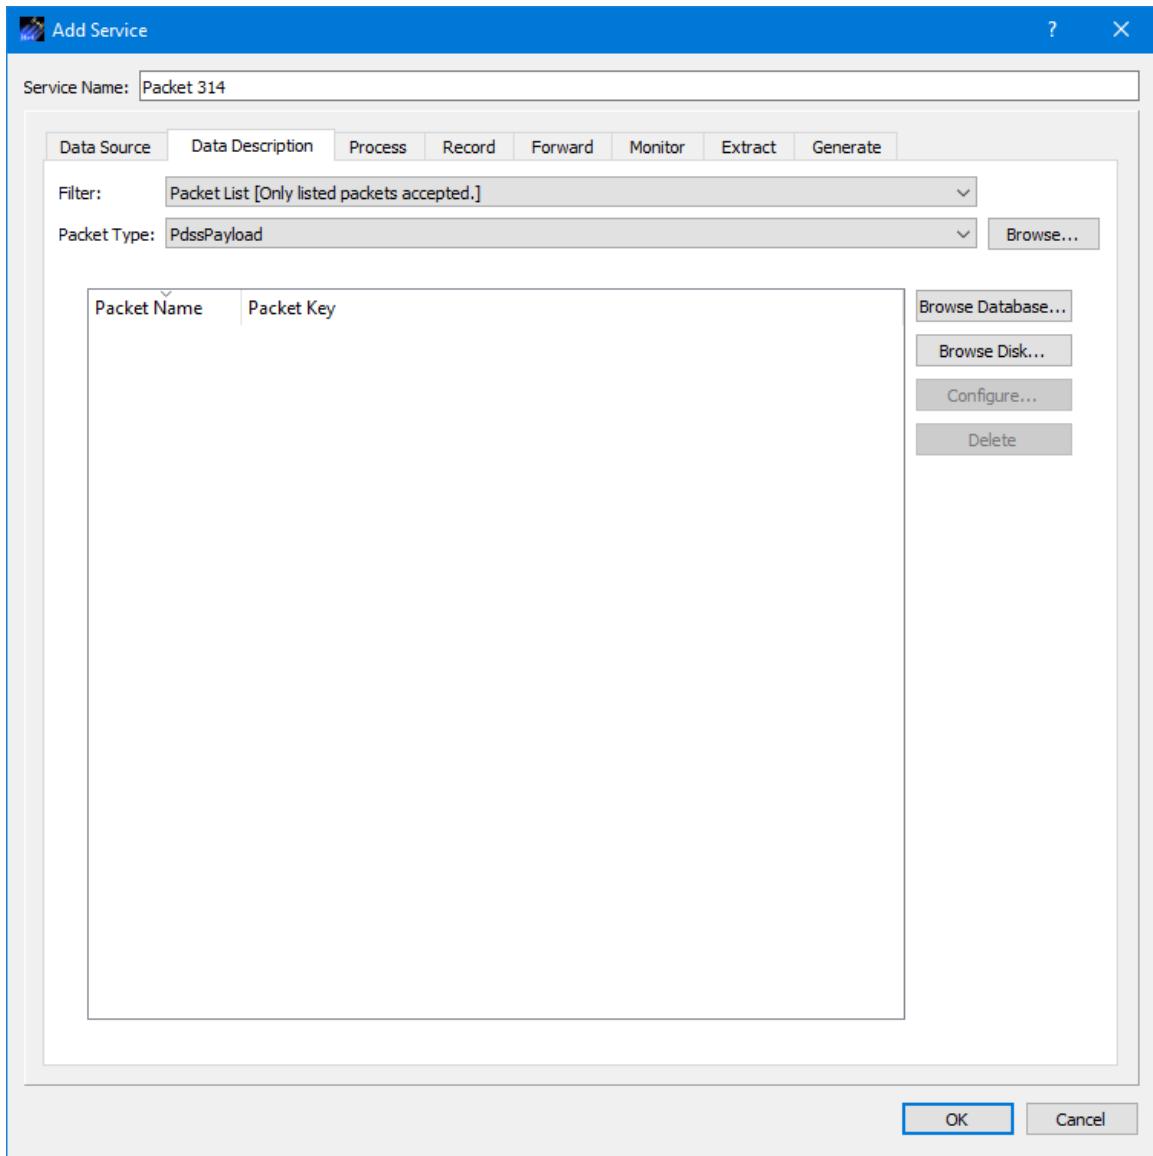 Add Service
Service Name: Packet 314
Data Source Data Description Process Record Forward Monitor Extract Generate
Filter: Packet List [Only listed packets accepted.]
Packet Type: PdssPayload Browse...
Packet Name Packet Key Browse Database...
Browse Disk...
Configure...
Delete
OK Cancel